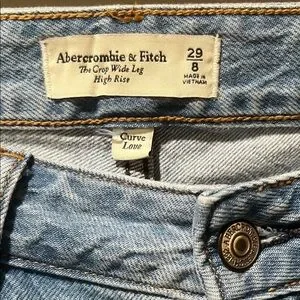 Abercrombie & Fitch
The Crop Wide Leg
High Rise
29
8
MADE IN
VIETNAM
Curve
Love